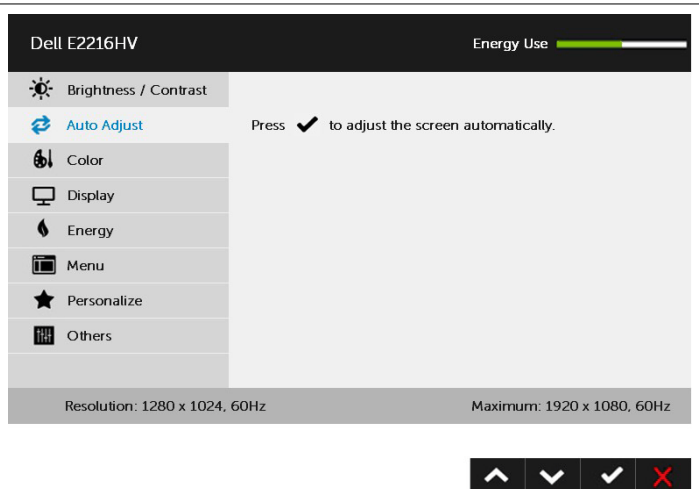 Dell E2216HV
Energy Use
Brightness / Contrast
Auto Adjust
Press ✔ to adjust the screen automatically.
Color
Display
Energy
Menu
Personalize
Others
Resolution: 1280 x 1024, 60Hz
Maximum: 1920 x 1080, 60Hz